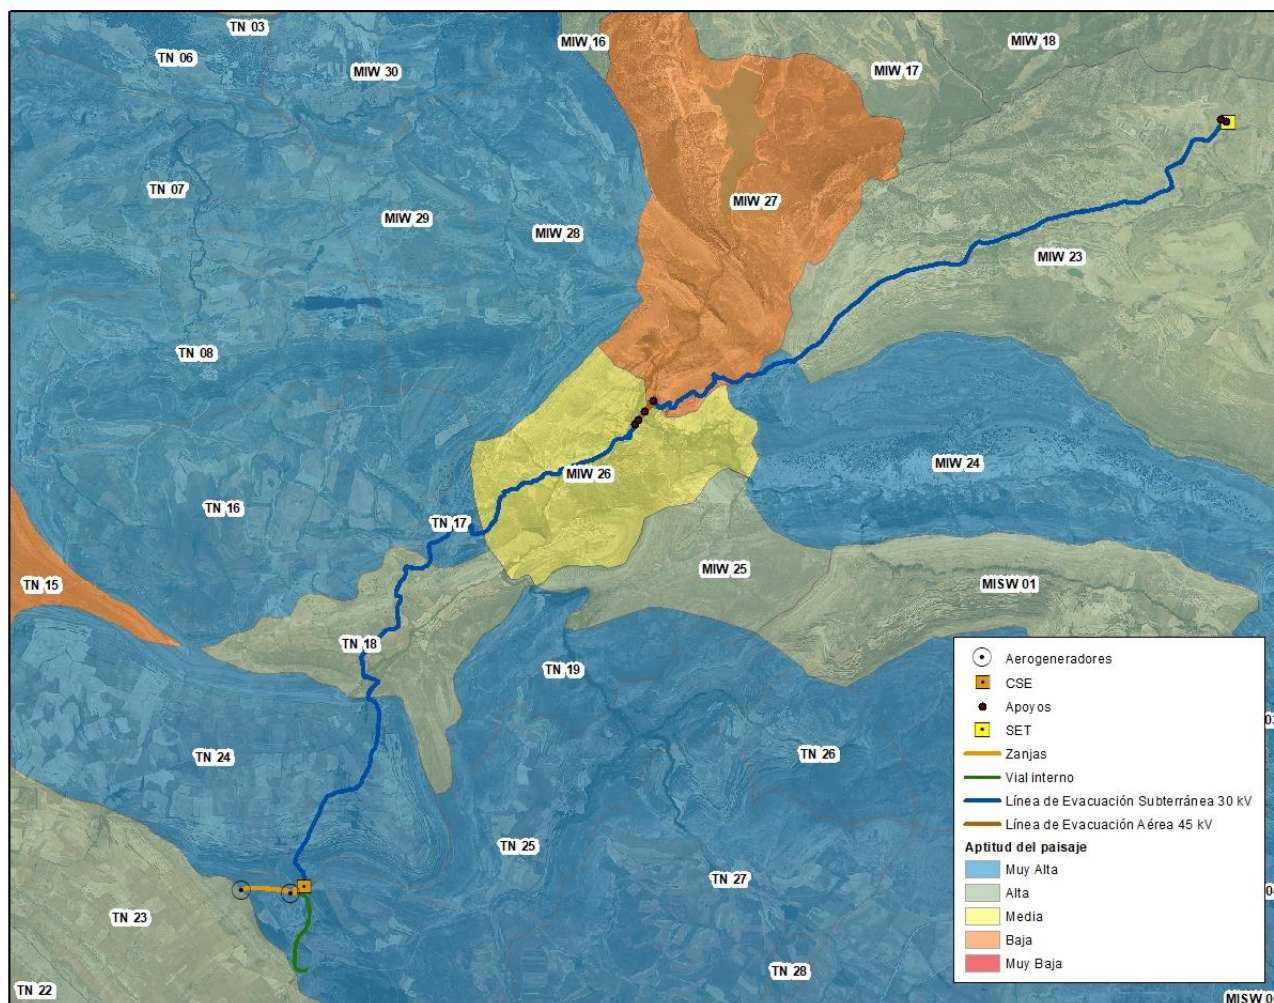 TN 03
MIW 16
MIW 18
TN 06
MIW 30
MIW 17
TN 07
MIW 27
MIW 29
MIW 28
MIW 23
TN 08
MIW 24
MIW 26
TN 16
TN 17
MIW 25
TN 15
MISW 01
TN 18
TN 19
TN 24
TN 26
TN 25
TN 27
TN 23
TN 28
TN 22
MISW 0
Aerogeneradores
CSE
Apoyos
SET
Zanjas
Vial interno
Línea de Evacuación Subterránea 30 kV
Línea de Evacuación Aérea 45 kV
Aptitud del paisaje
Muy Alta
Alta
Media
Baja
Muy Baja